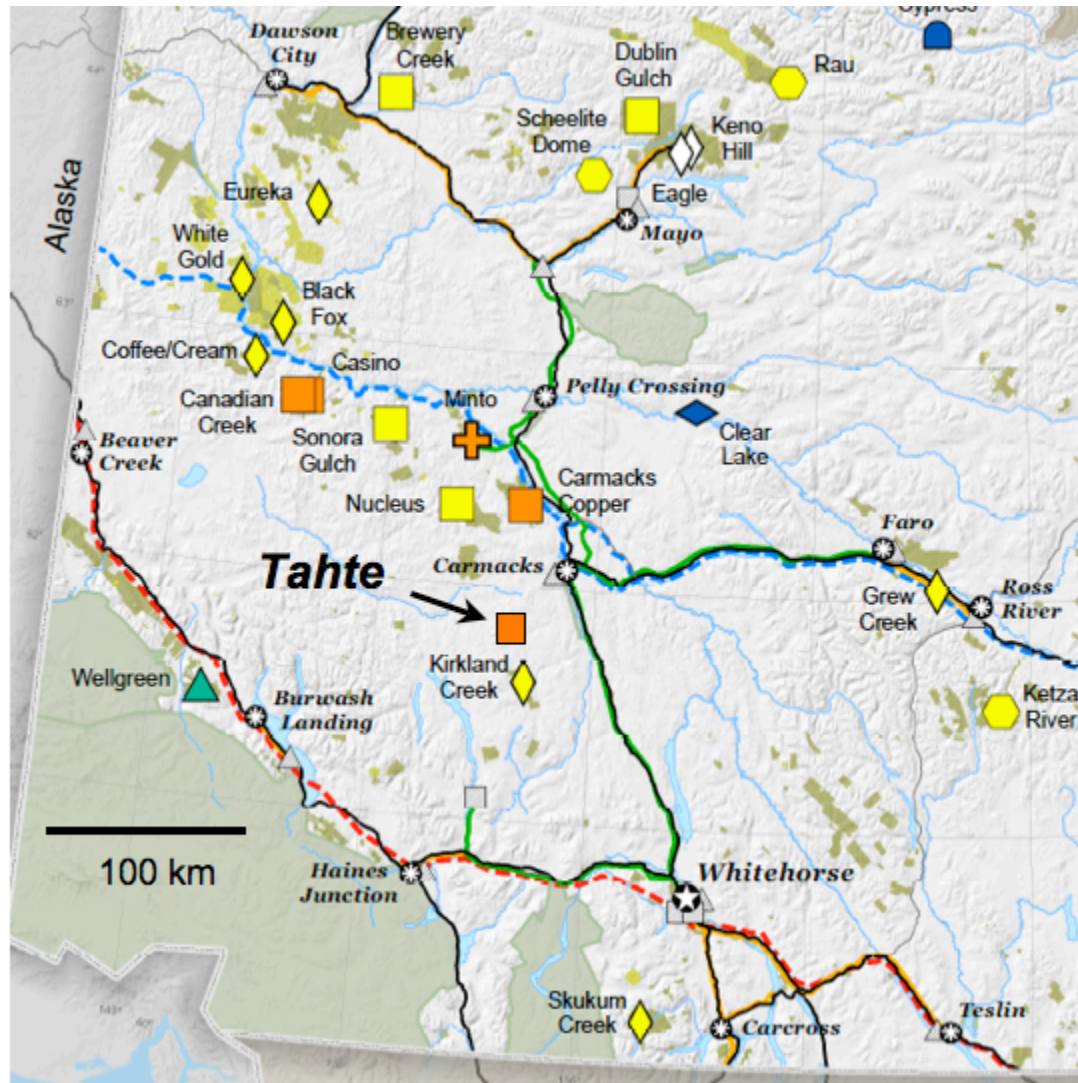 Cypress
Dawson
City
Brewery
Creek
Dublin
Gulch
Rau
Scheelite
Dome
Keno
Hill
Eagle
Mayo
Alaska
Eureka
White
Gold
Black
Fox
Coffee/Cream
Casino
Canadian
Creek
Minto
Pelly Crossing
Sonora
Gulch
Clear
Lake
Beaver
Creek
Nucleus
Carmacks
Copper
Faro
Tahte
Carmacks
Grew
Creek
Ross
River
Kirkland
Creek
Wellgreen
Burwash
Landing
Ketza
River
100 km
Haines
Junction
Whitehorse
Skukum
Creek
Carcross
Teslin